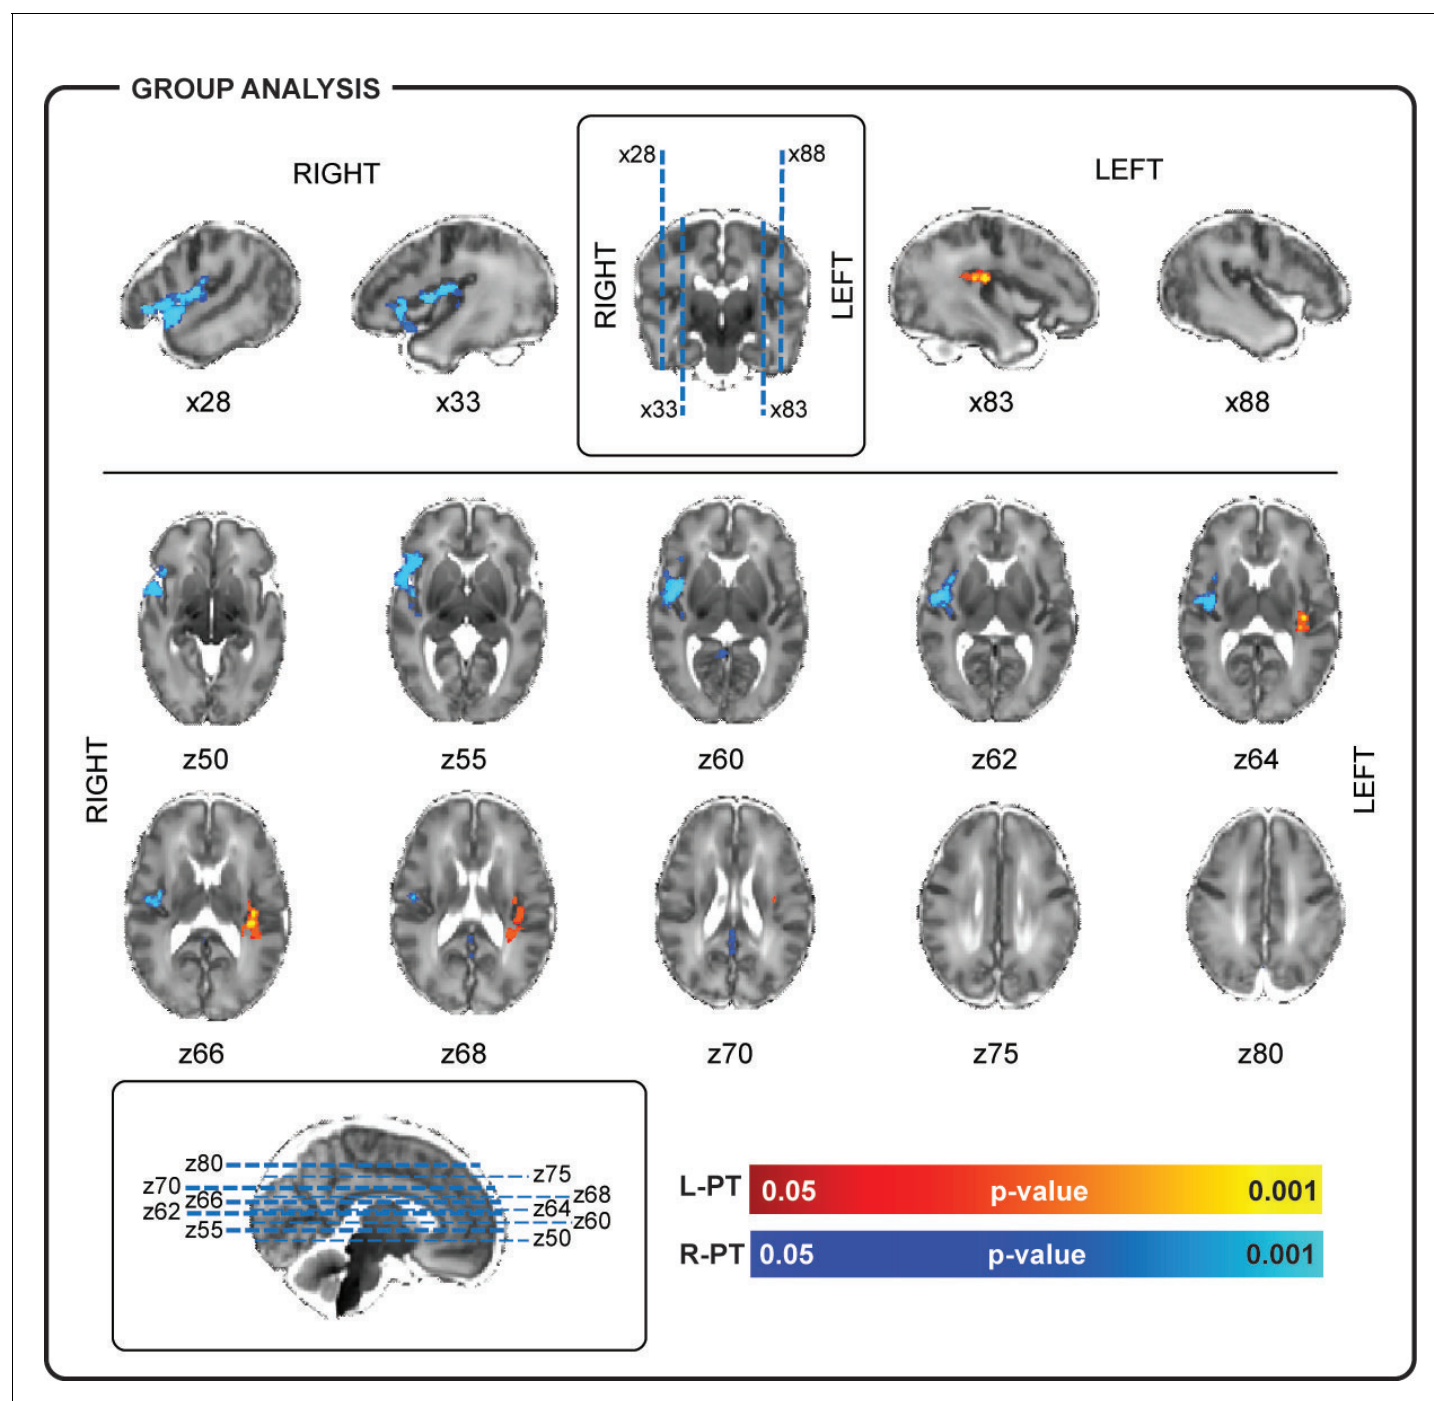 GROUP ANALYSIS
RIGHT
LEFT
x28
x88
RIGHT
LEFT
x33
x83
x28
x33
x83
x88
z50
z55
z60
z62
z64
RIGHT
LEFT
z66
z68
z70
z75
z80
z80
z75
z70
z68
z66
z64
z62
z60
z55
z50
L-PT 0.05 p-value 0.001
R-PT 0.05 p-value 0.001